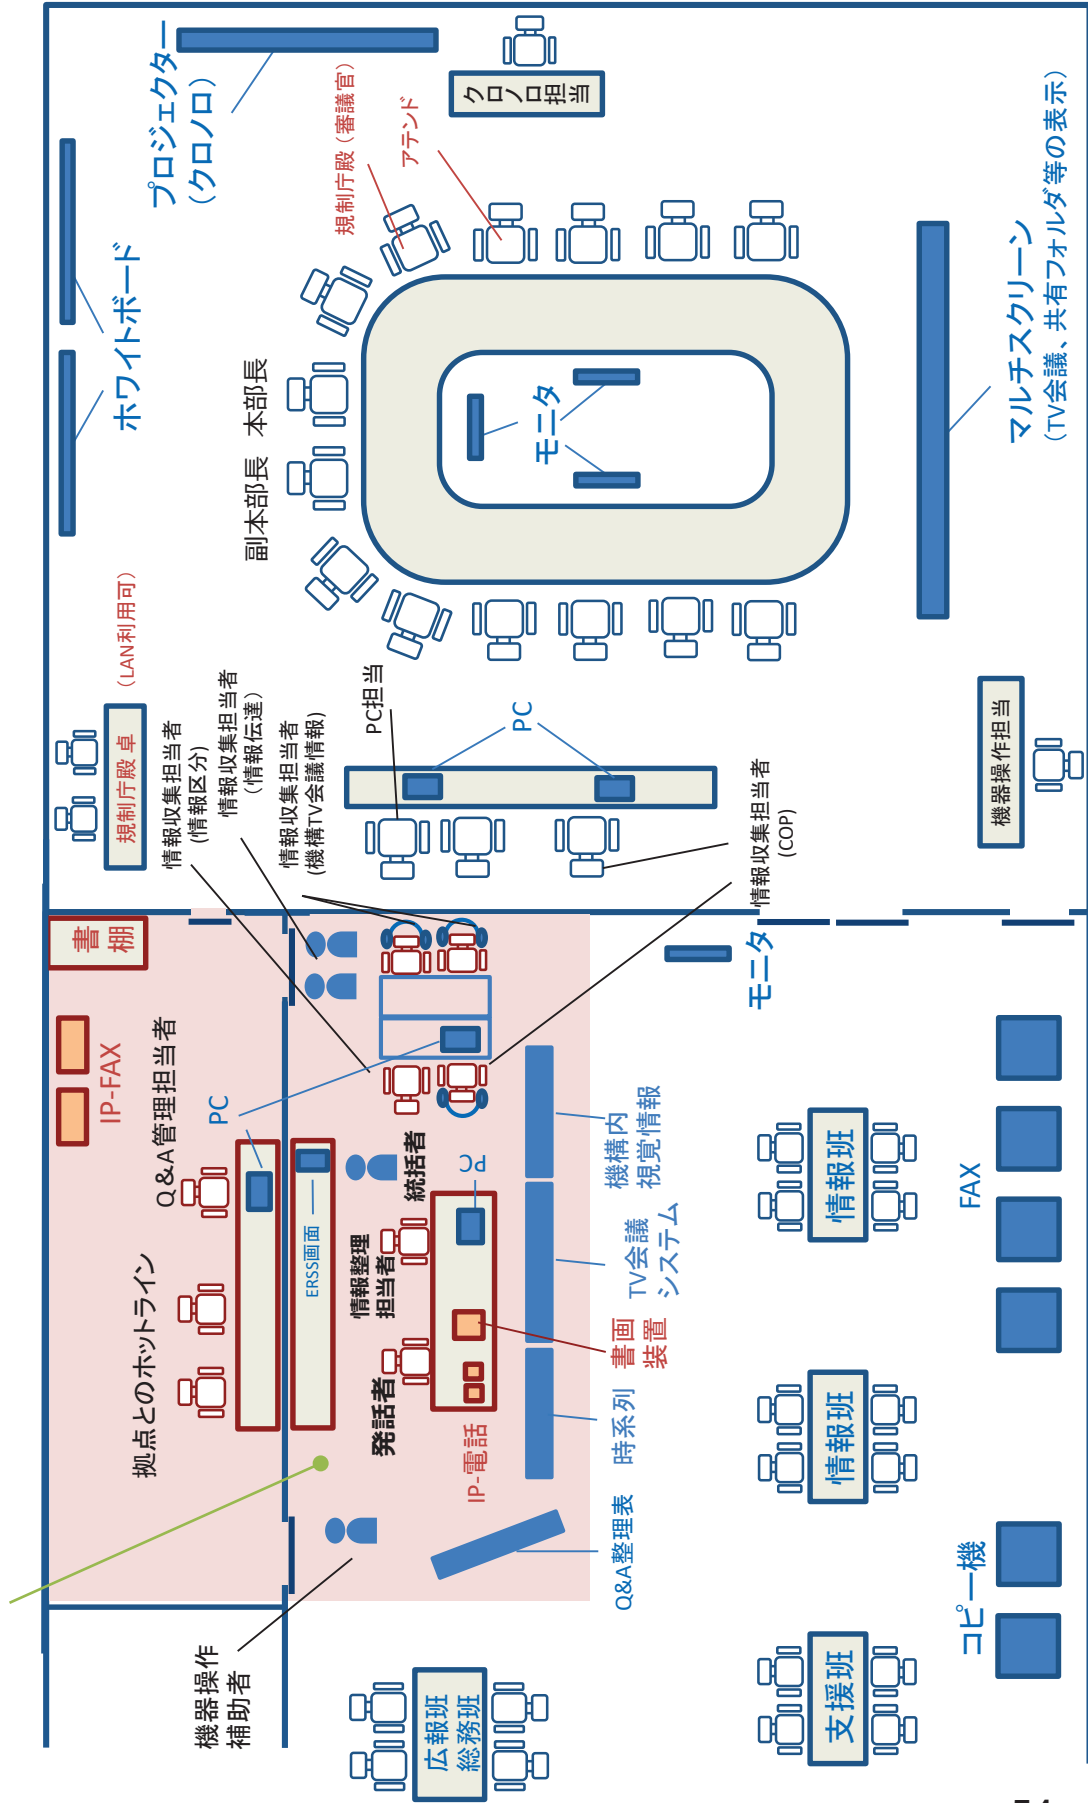 プロジェクター
（クロノロ）
ホワイトボード
クロノロ担当
規制庁殿（審議官）
アテンド
本部長
副本部長
モニタ
マルチスクリーン
（TV会議、共有フォルダ等の表示）
（LAN利用可）
規制庁殿 卓
情報収集担当者
(情報区分)
情報収集担当者
（情報伝達）
情報収集担当者
(機構TV会議情報)
PC担当
PC
情報収集担当者
(COP)
機器操作担当
書
棚
IP-FAX
Q＆A管理担当者
PC
拠点とのホットライン
ERSS画面
統括者
情報整理
担当者
発話者
PC
IP-電話
書画
装置
機構内
視覚情報
TV会議
システム
時系列
Q&A整理表
機器操作
補助者
モニタ
情報班
情報班
支援班
広報班
総務班
FAX
コピー機